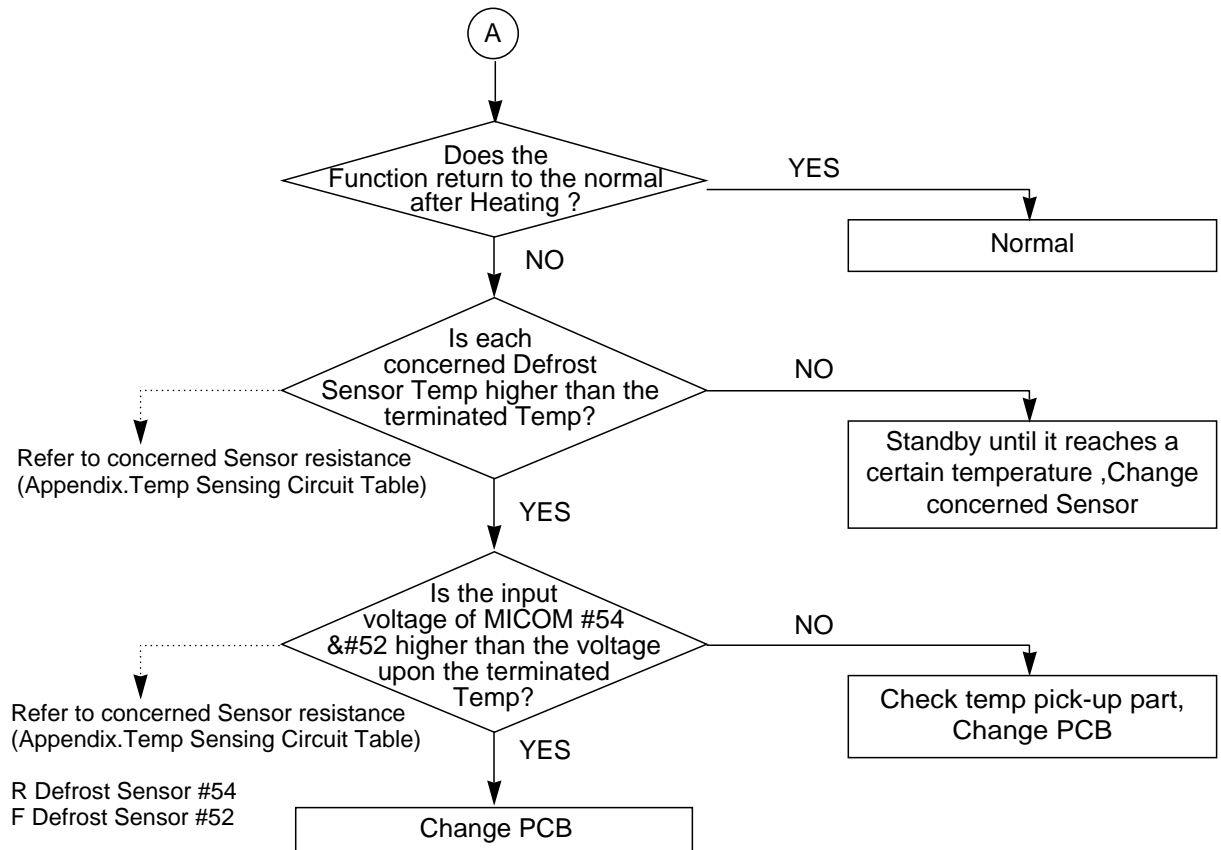 A
Does the
Function return to the normal
after Heating ?
YES
Normal
NO
Is each
concerned Defrost
Sensor Temp higher than the
terminated Temp?
NO
Standby until it reaches a
certain temperature ,Change
concerned Sensor
Refer to concerned Sensor resistance
(Appendix.Temp Sensing Circuit Table)
YES
Is the input
voltage of MICOM #54
&#52 higher than the voltage
upon the terminated
Temp?
NO
Check temp pick-up part,
Change PCB
Refer to concerned Sensor resistance
(Appendix.Temp Sensing Circuit Table)
R Defrost Sensor #54
F Defrost Sensor #52
YES
Change PCB